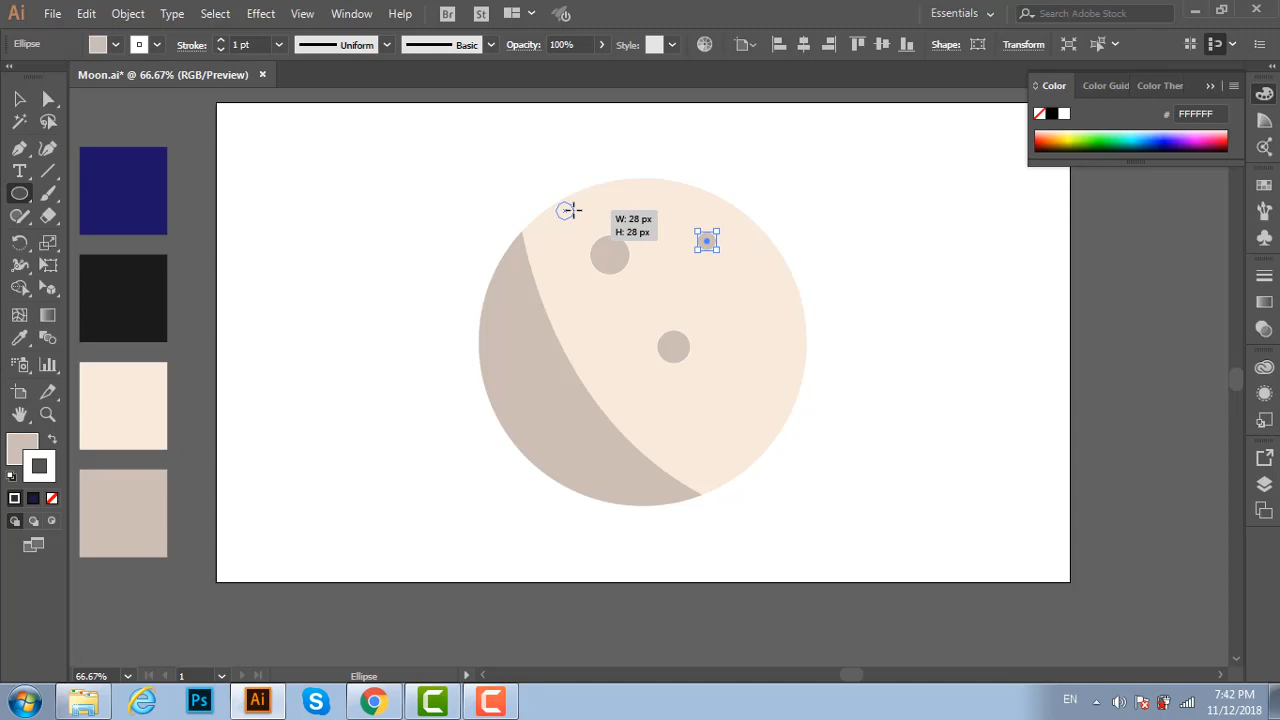 Ai File Edit Object Type Select Effect View Window Help Br St Essentials Search Adobe Stock
Ellipse Stroke: 1 pt Uniform Basic Opacity: 100% Style: Shape: Transform
Moon.ai* @ 66.67% (RGB/Preview)
Color Color Guid Color Ther
# FFFFFF
W: 28 px
H: 28 px
66.67% 1 Ellipse
Ps Ai EN 7:42 PM
11/12/2018